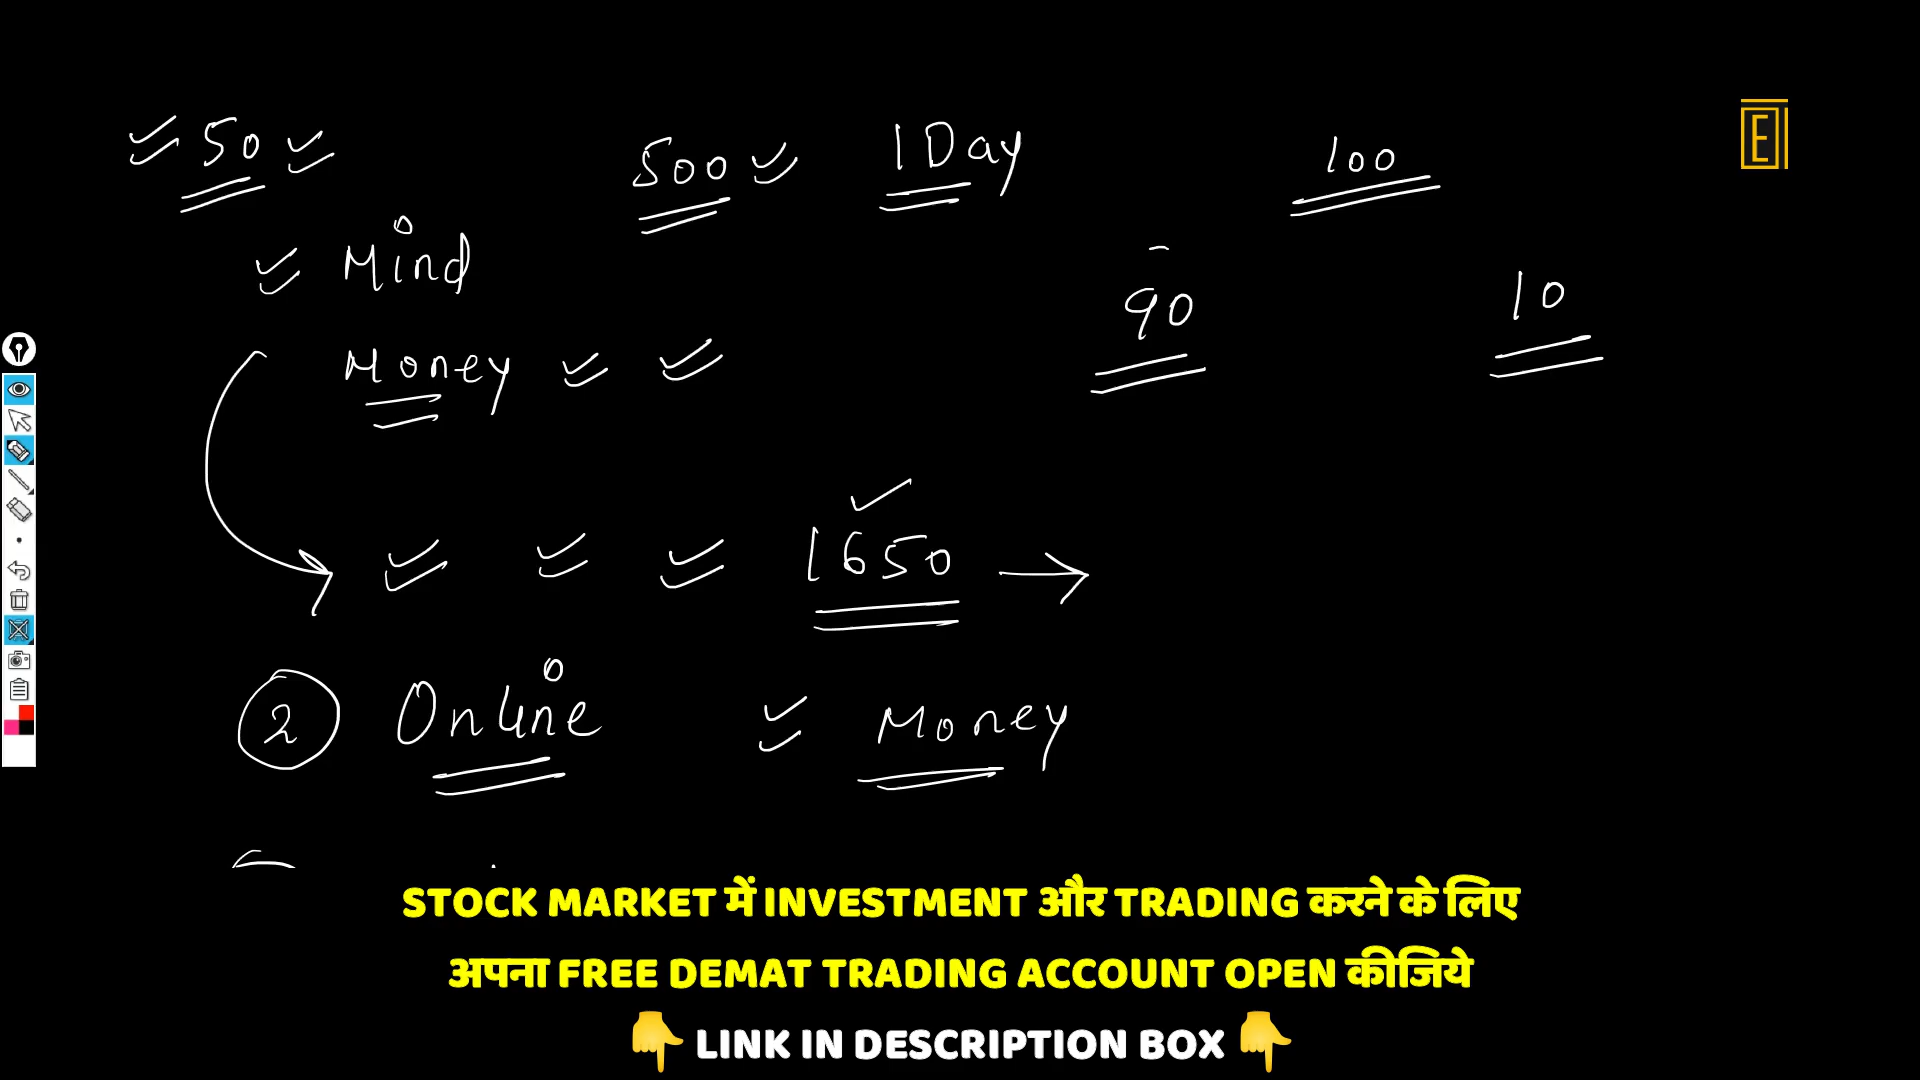 50 500 1 Day 100
Mind
90 10
Money
1650
2 Online Money
STOCK MARKET में INVESTMENT और TRADING करने के लिए
अपना FREE DEMAT TRADING ACCOUNT OPEN कीजिये
👇 LINK IN DESCRIPTION BOX 👇